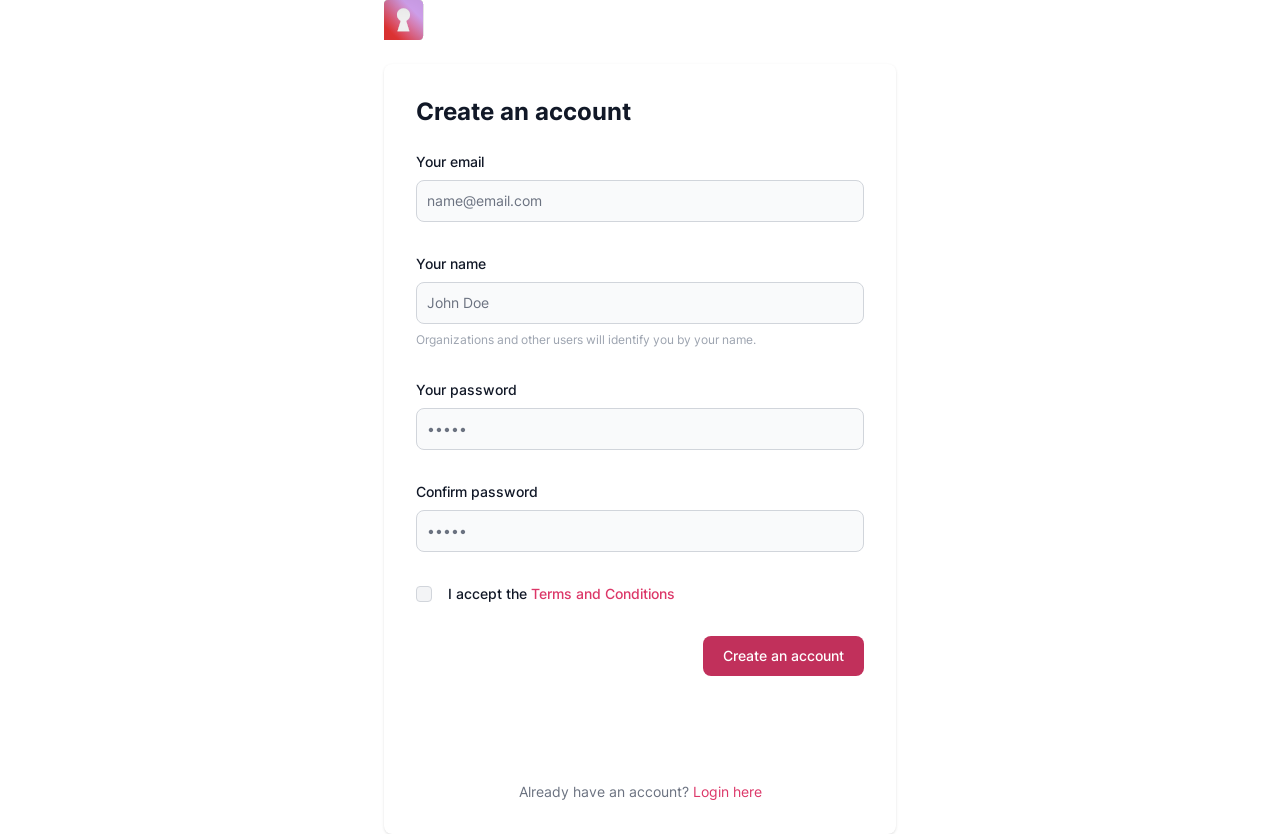 Create an account
Your email
name@email.com
Your name
John Doe
Organizations and other users will identify you by your name.
Your password
•••••
Confirm password
•••••
I accept the Terms and Conditions
Create an account
Already have an account? Login here